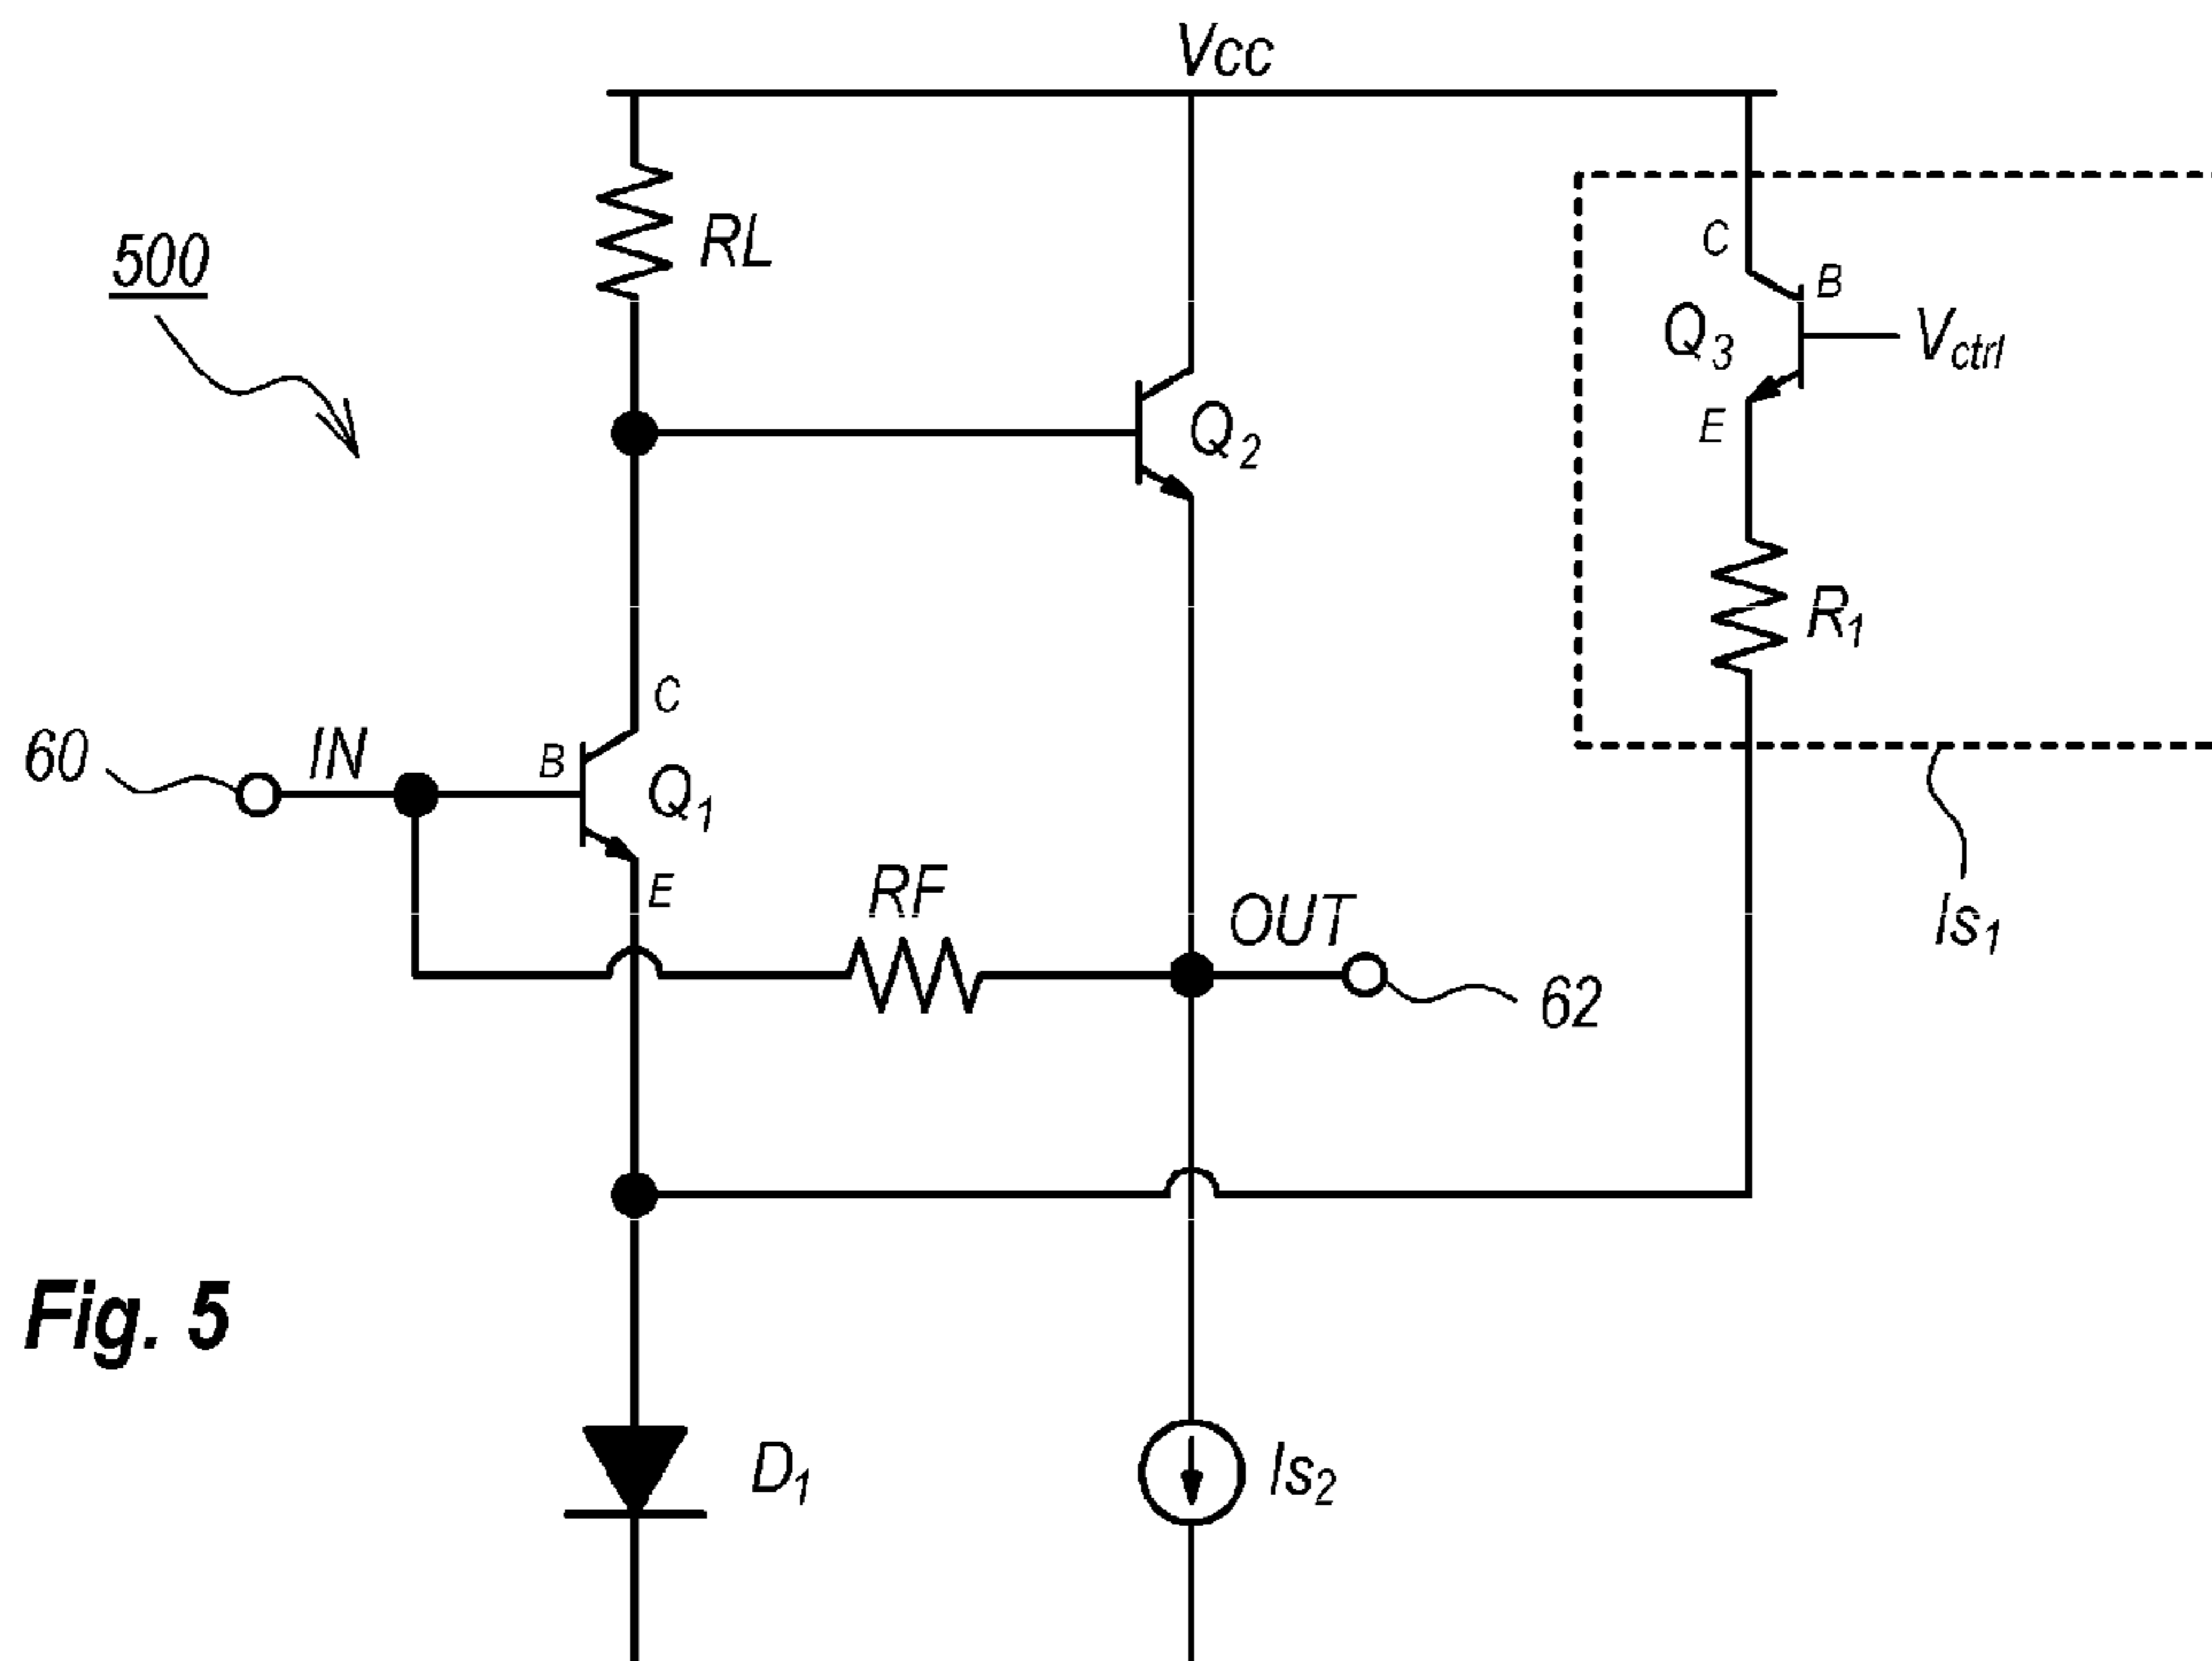 Vcc
RL
500
C
B
Q3
Vctrl
E
Q2
R1
C
60
IN
B
Q1
E
RF
OUT
Is1
62
Fig. 5
D1
Is2